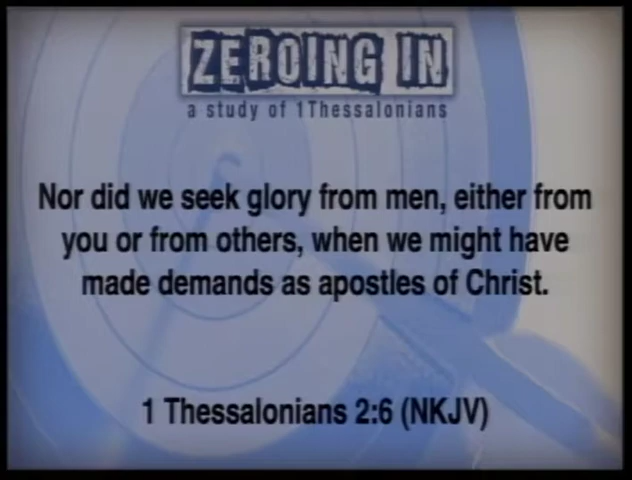 ZEROING IN
a study of 1Thessalonians
Nor did we seek glory from men, either from
you or from others, when we might have
made demands as apostles of Christ.
1 Thessalonians 2:6 (NKJV)